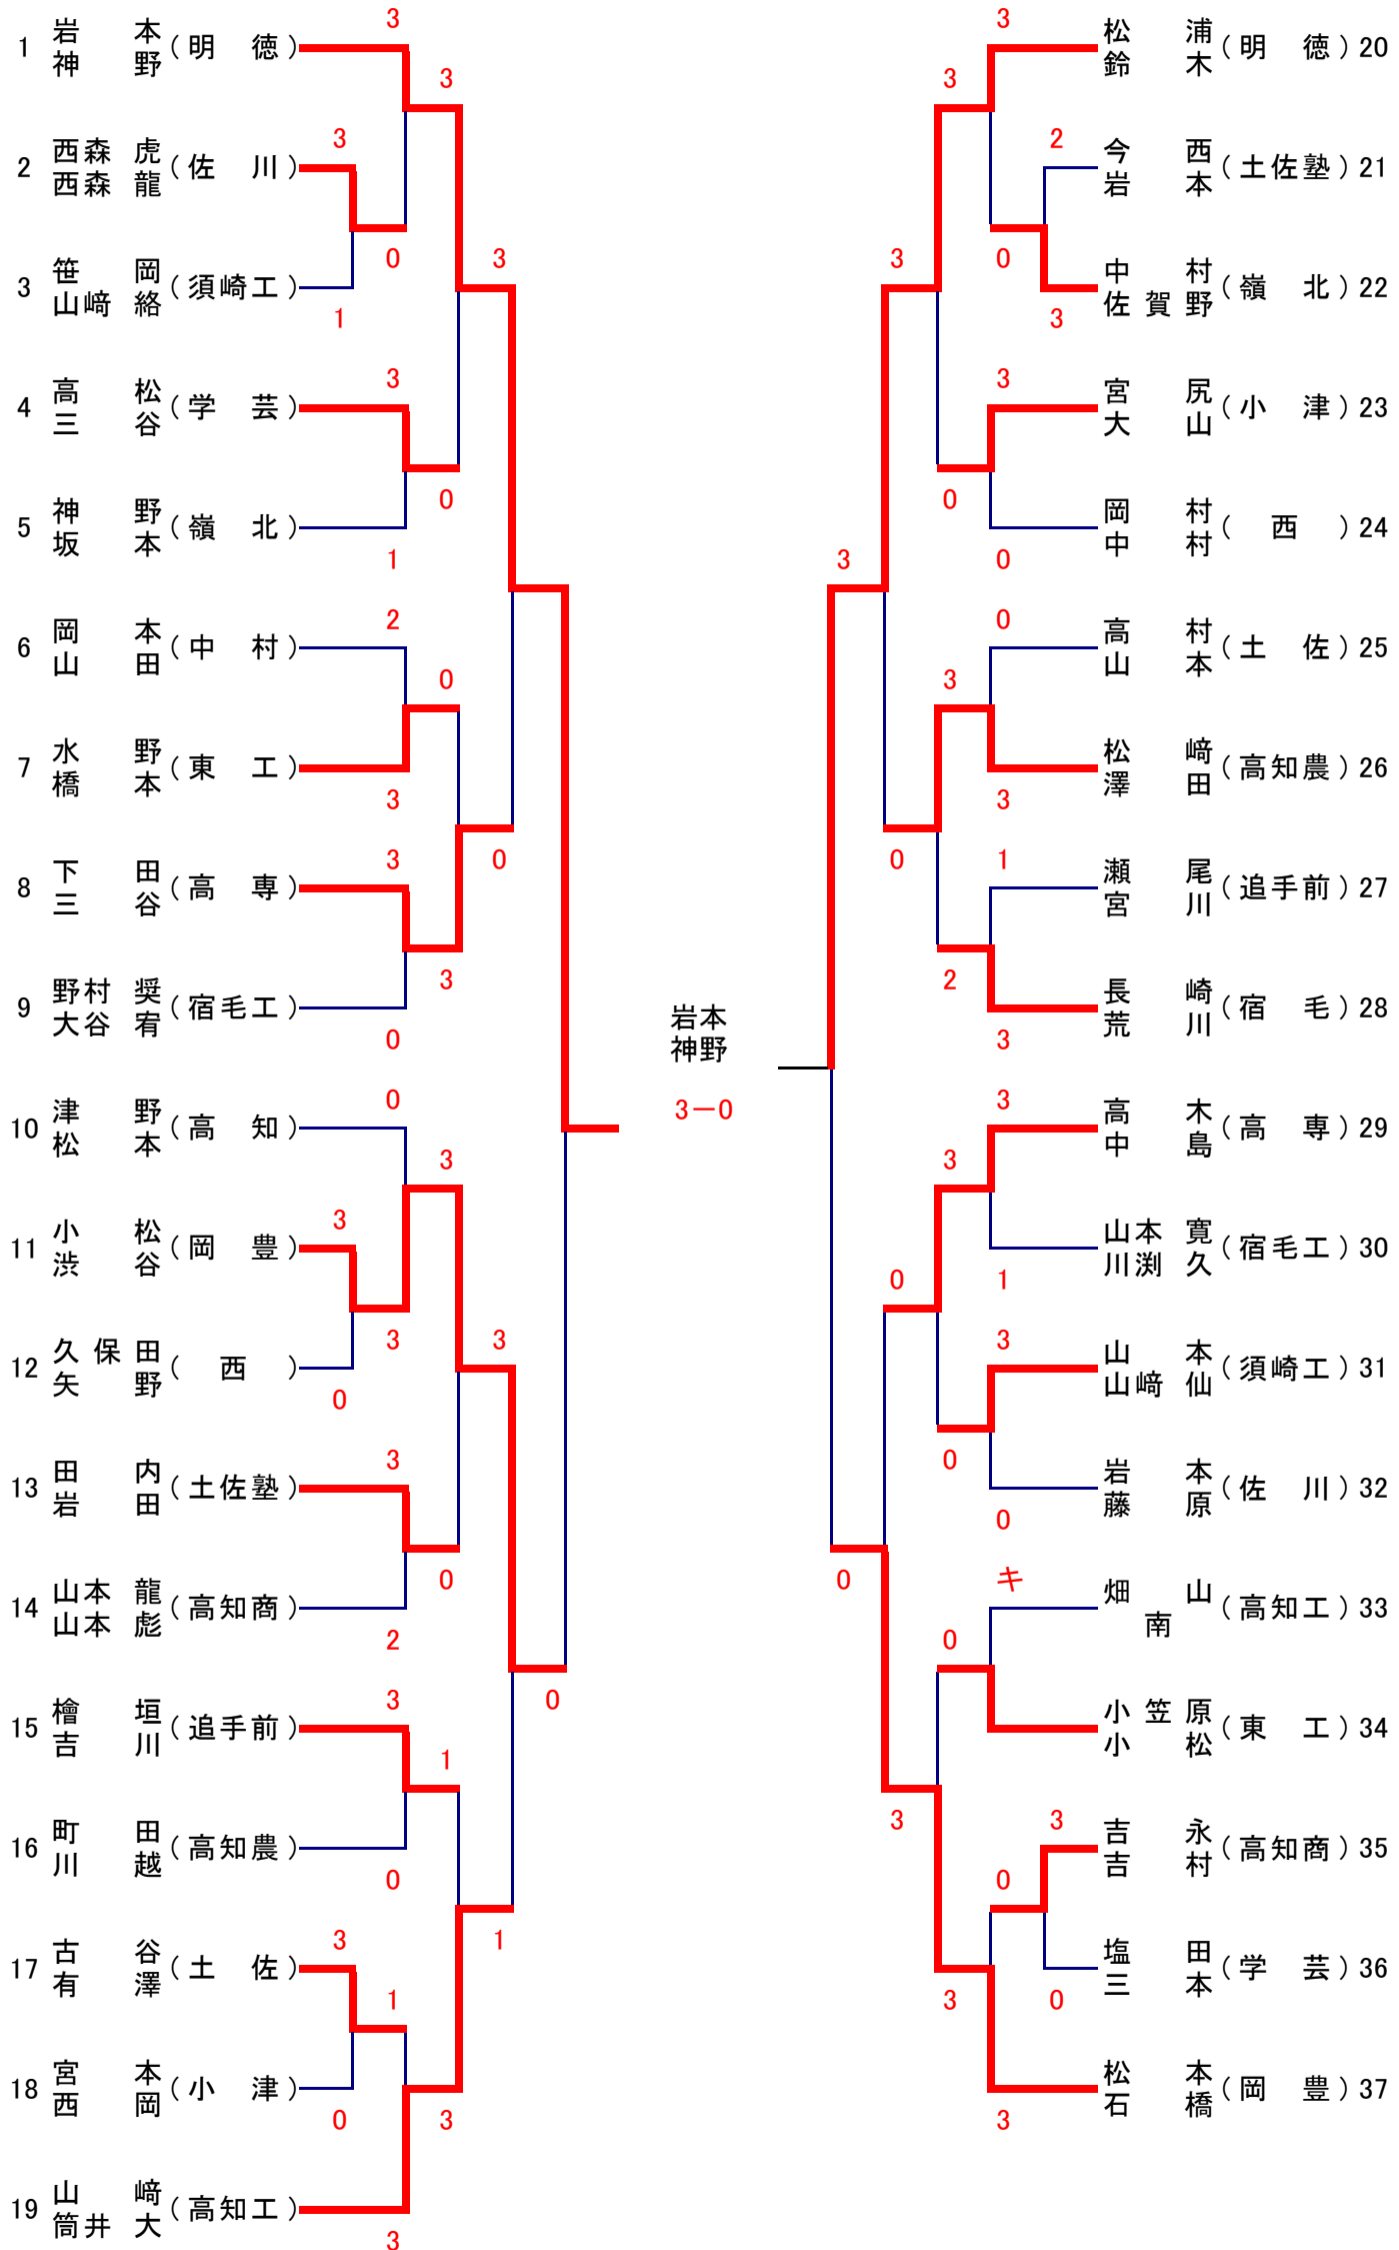 3
1 岩本 神野 (明徳)
3
3
2 西森虎 西森龍 (佐川)
0
3
3 笹岡 山﨑絡 (須崎工)
1
3
4 高松 三谷 (学芸)
0
5 神野 坂本 (嶺北)
1
2
6 岡本 山田 (中村)
0
7 水野 橋本 (東工)
3
3
0
8 下田 三谷 (高専)
3
9 野村奨 大谷宥 (宿毛工)
0
0
10 津野 松本 (高知)
3
3
11 小松 渋谷 (岡豊)
3
3
12 久保田 矢野 (西)
0
3
13 田内 岩田 (土佐塾)
0
14 山本龍 山本彪 (高知商)
2
3
0
15 檜垣 吉川 (追手前)
1
16 町田 川越 (高知農)
0
3
1
17 古谷 有澤 (土佐)
1
18 宮本 西岡 (小津)
0
3
19 山﨑 筒井大 (高知工)
3
岩本
神野
3-0
3
松浦 鈴木 (明徳) 20
3
2
今西 岩本 (土佐塾) 21
3
0
中村 佐賀野 (嶺北) 22
3
3
宮尻 大山 (小津) 23
0
岡村 中村 (西) 24
3
0
0
高村 山本 (土佐) 25
3
松﨑 澤田 (高知農) 26
3
0
1
瀬尾 宮川 (追手前) 27
2
長崎 荒川 (宿毛) 28
3
3
高木 中島 (高専) 29
3
山本寛 川渕久 (宿毛工) 30
0
1
3
山本 山﨑仙 (須崎工) 31
0
岩本 藤原 (佐川) 32
0
0
キ
畑山 南 (高知工) 33
0
小笠原 小松 (東工) 34
3
3
吉永 吉村 (高知商) 35
0
塩田 三本 (学芸) 36
3
0
松本 石橋 (岡豊) 37
3